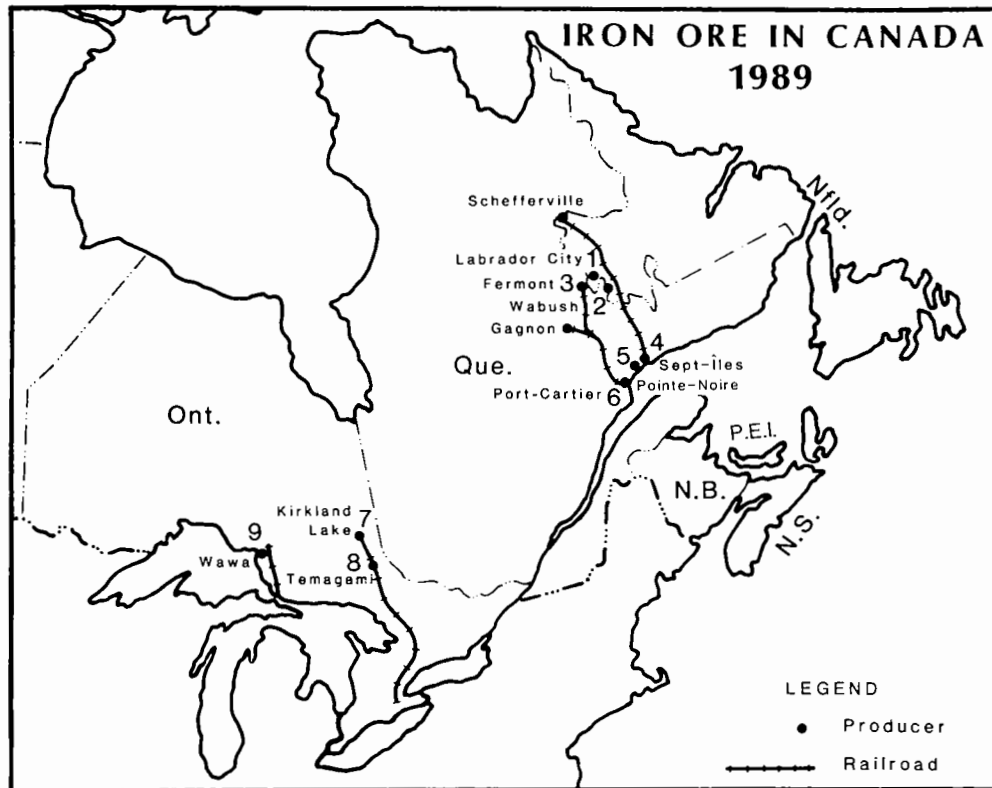 IRON ORE IN CANADA
1989
Nfld.
Schefferville
Labrador City 1
Fermont 3
Wabush 2
Gagnon
Que.
4
5 Sept-Îles
Port-Cartier 6 Pointe-Noire
Ont.
P.E.I.
N.B.
N.S.
Kirkland 7
Lake
9
Wawa
8
Temagami
LEGEND
Producer
Railroad